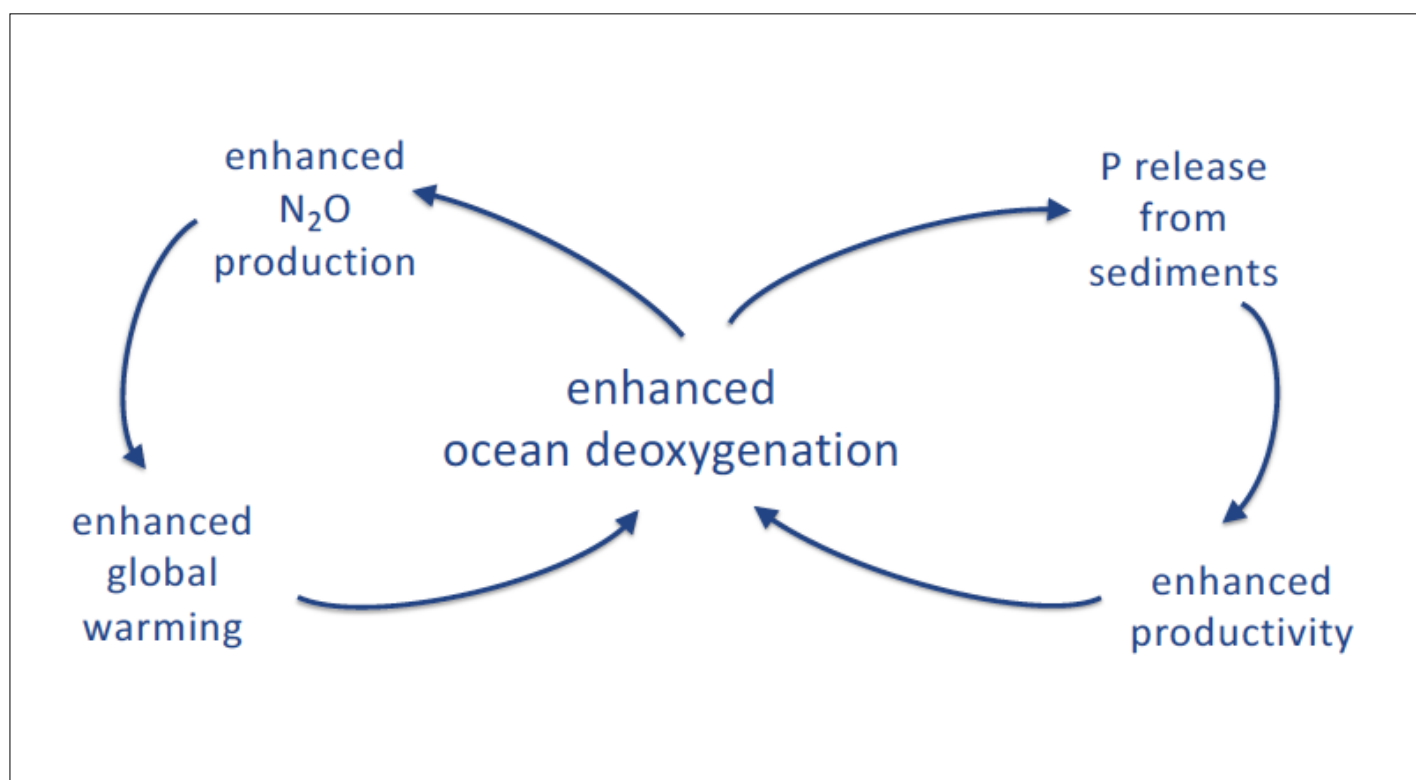 enhanced
N₂O
production
P release
from
sediments
enhanced
ocean deoxygenation
enhanced
global
warming
enhanced
productivity